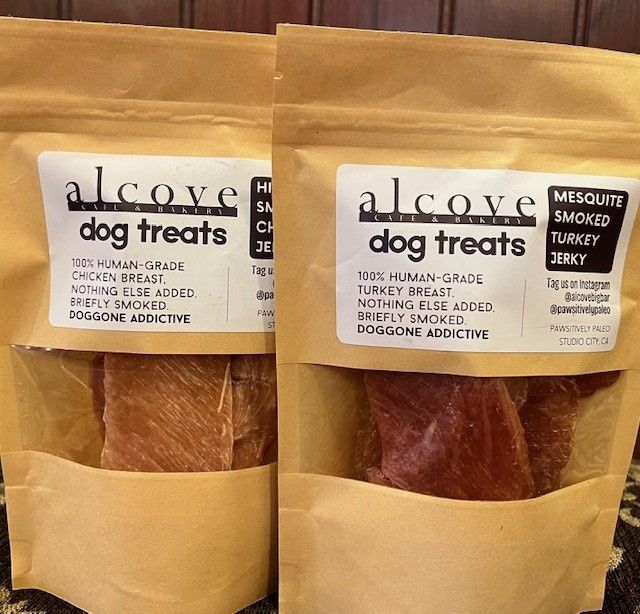 alcove
CAFE & BAKERY
dog treats
100% HUMAN-GRADE
CHICKEN BREAST.
NOTHING ELSE ADDED.
BRIEFLY SMOKED.
DOGGONE ADDICTIVE
alcove
CAFE & BAKERY
dog treats
100% HUMAN-GRADE
TURKEY BREAST.
NOTHING ELSE ADDED.
BRIEFLY SMOKED.
DOGGONE ADDICTIVE
MESQUITE
SMOKED
TURKEY
JERKY
Tag us on Instagram
@alcovebigbar
@pawsitivelypaleo
PAWSITIVELY PALEO
STUDIO CITY, CA